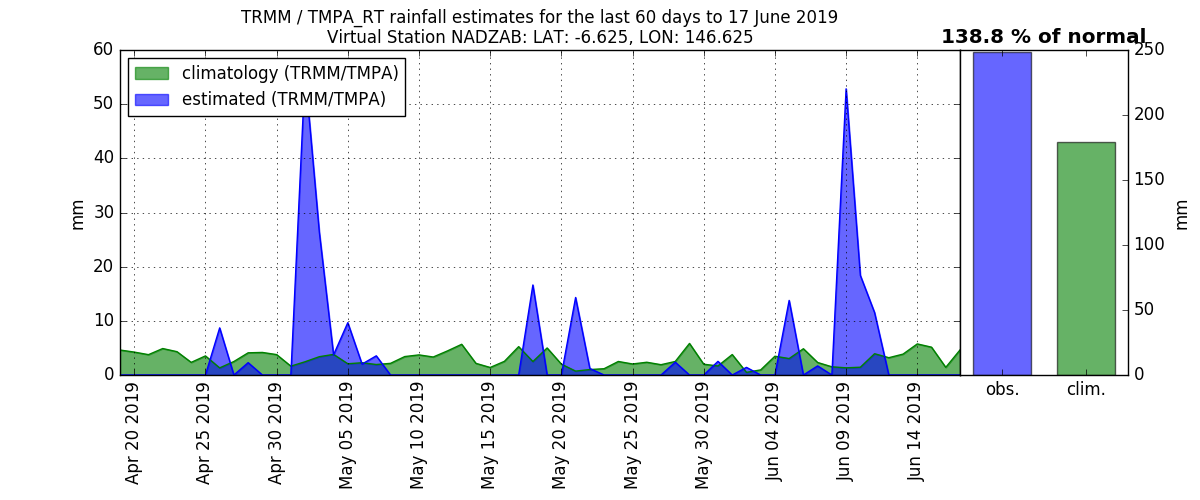 TRMM / TMPA_RT rainfall estimates for the last 60 days to 17 June 2019
Virtual Station NADZAB: LAT: -6.625, LON: 146.625
138.8 % of normal
climatology (TRMM/TMPA)
estimated (TRMM/TMPA)
60
50
40
30
20
10
0
mm
Apr 20 2019
Apr 25 2019
Apr 30 2019
May 05 2019
May 10 2019
May 15 2019
May 20 2019
May 25 2019
May 30 2019
Jun 04 2019
Jun 09 2019
Jun 14 2019
250
200
150
100
50
0
mm
obs.
clim.